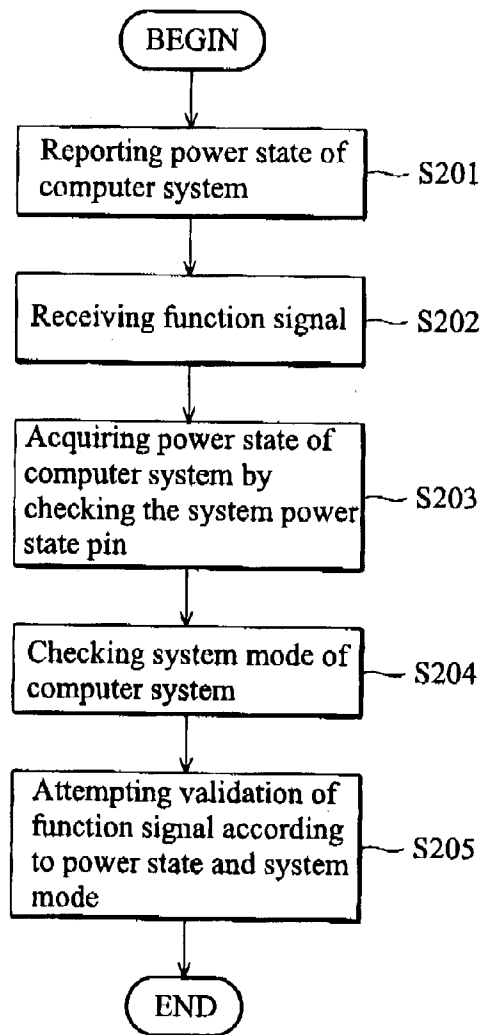 BEGIN
Reporting power state of
computer system
S201
Receiving function signal
S202
Acquiring power state of
computer system by
checking the system power
state pin
S203
Checking system mode of
computer system
S204
Attempting validation of
function signal according
to power state and system
mode
S205
END